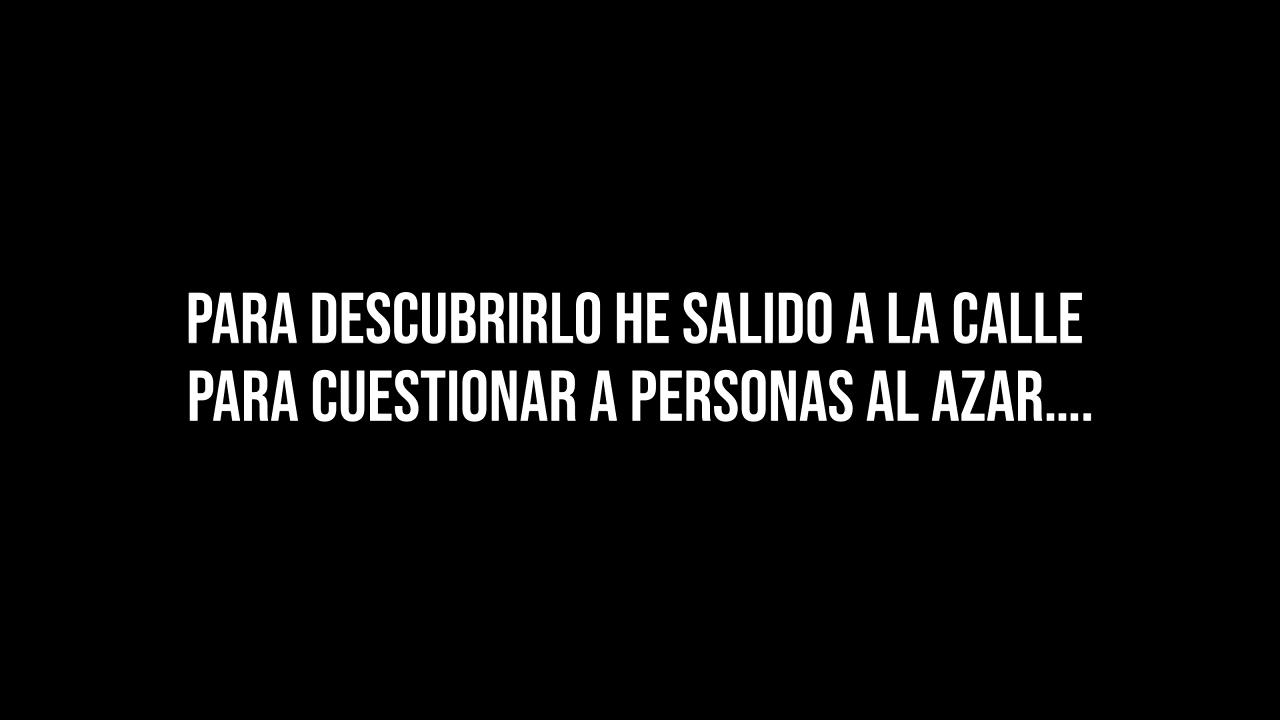 PARA DESCUBRIRLO HE SALIDO A LA CALLE
PARA CUESTIONAR A PERSONAS AL AZAR....